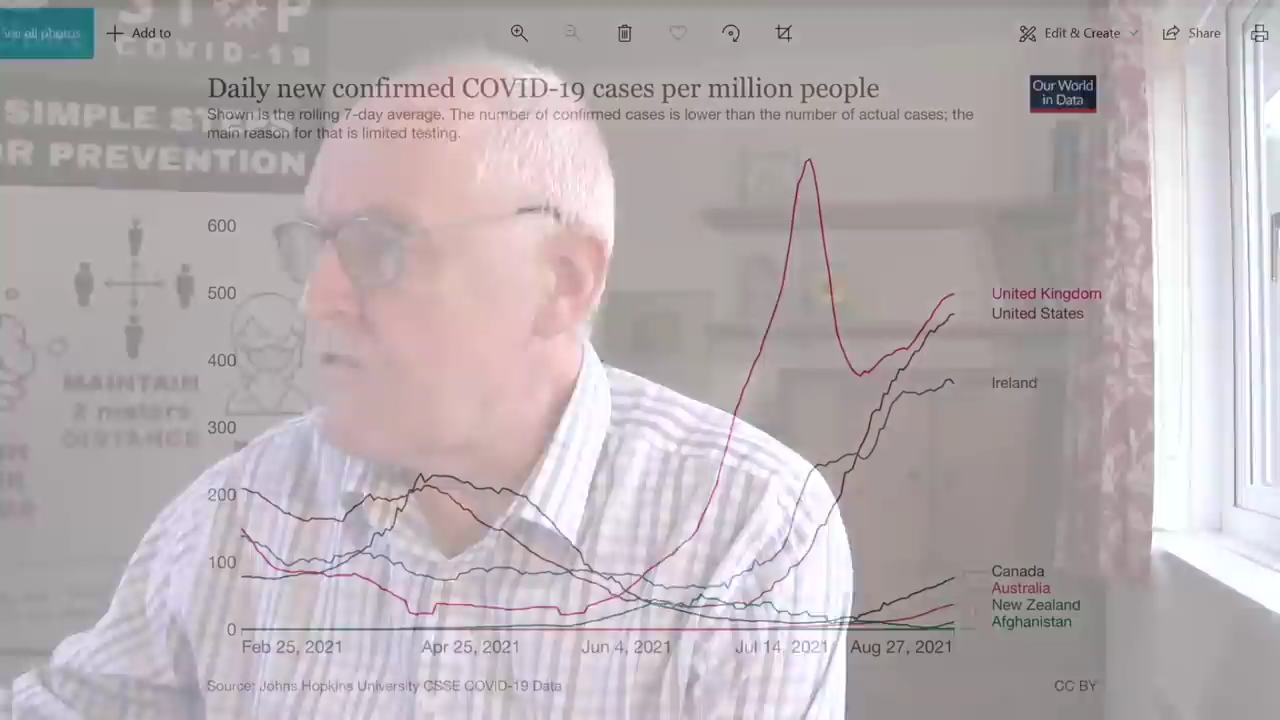 See all photos
Add to
Edit & Create
Share
STOP
COVID-19
SIMPLE
OR PREVENTION
MAINTAIN
2 meters
DISTANCE
Daily new confirmed COVID-19 cases per million people
Shown is the rolling 7-day average. The number of confirmed cases is lower than the number of actual cases; the
main reason for that is limited testing.
Our World
in Data
600
500
400
300
200
100
0
United Kingdom
United States
Ireland
Canada
Australia
New Zealand
Afghanistan
Feb 25, 2021
Apr 25, 2021
Jun 4, 2021
Jul 14, 2021
Aug 27, 2021
Source: Johns Hopkins University CSSE COVID-19 Data
CC BY